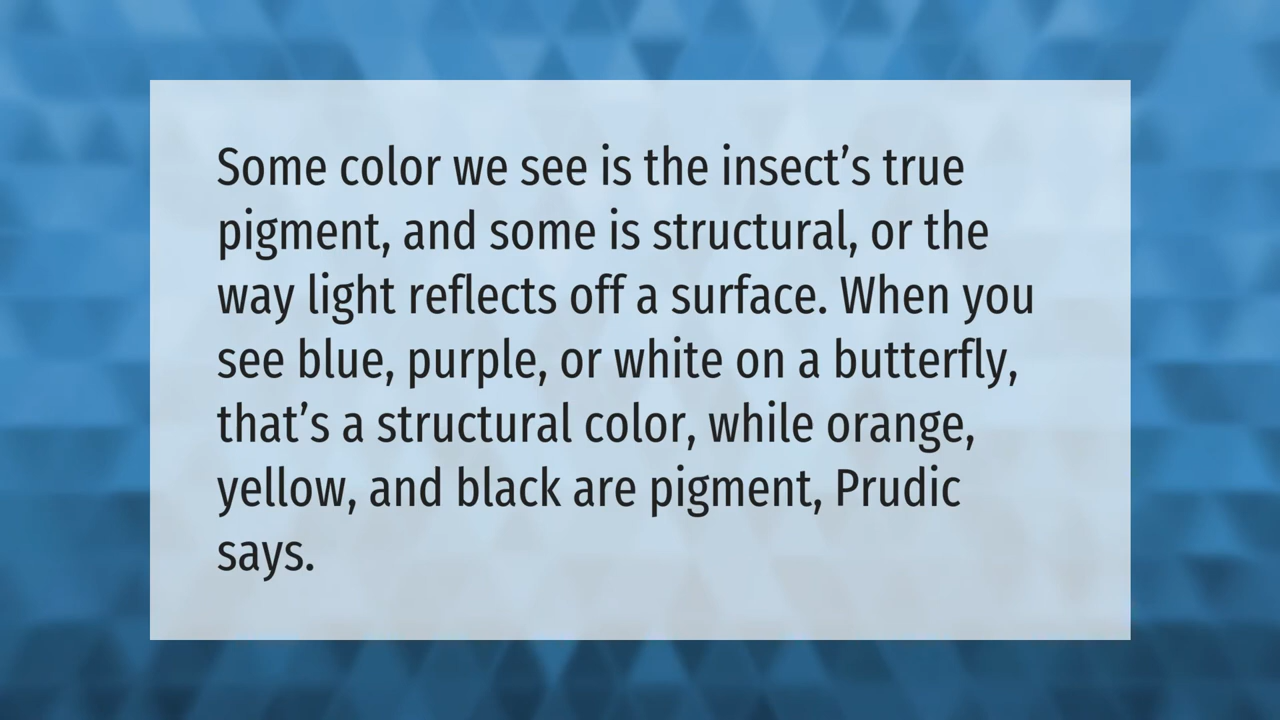 Some color we see is the insect’s true
pigment, and some is structural, or the
way light reflects off a surface. When you
see blue, purple, or white on a butterfly,
that’s a structural color, while orange,
yellow, and black are pigment, Prudic
says.